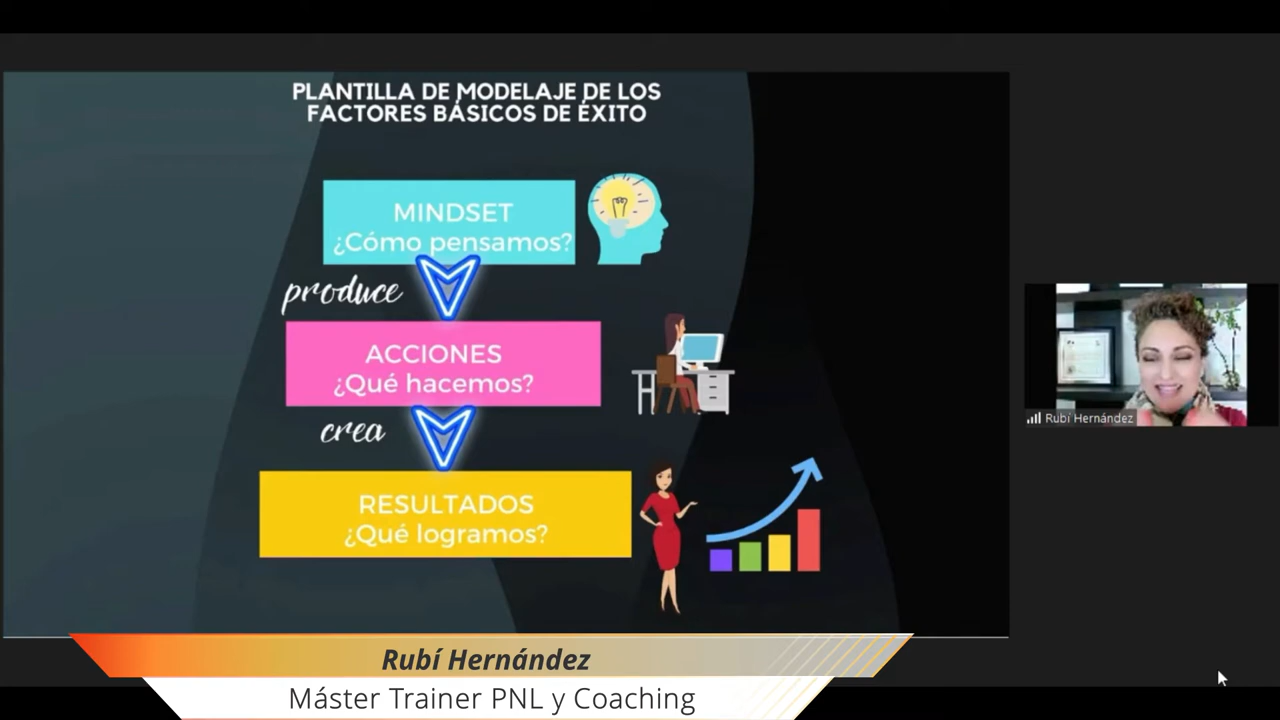 PLANTILLA DE MODELAJE DE LOS
FACTORES BÁSICOS DE ÉXITO
MINDSET
¿Cómo pensamos?
produce
ACCIONES
¿Qué hacemos?
crea
RESULTADOS
¿Qué logramos?
Rubí Hernández
Rubí Hernández
Máster Trainer PNL y Coaching